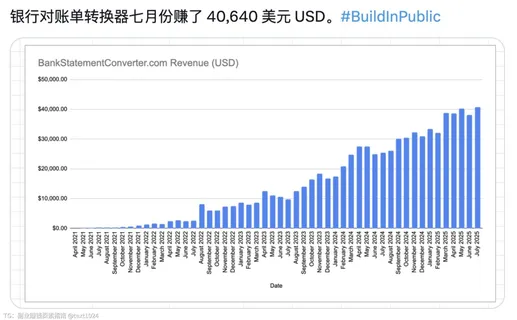 银行对账单转换器七月份赚了 40,640 美元 USD。#BuildInPublic
BankStatementConverter.com Revenue (USD)
$50,000.00
$40,000.00
$30,000.00
$20,000.00
$10,000.00
$0.00
April 2021
May 2021
June 2021
July 2021
August 2021
September 2021
October 2021
November 2021
December 2021
January 2022
February 2022
March 2022
April 2022
May 2022
June 2022
July 2022
August 2022
September 2022
October 2022
November 2022
December 2022
January 2023
February 2023
March 2023
April 2023
May 2023
June 2023
July 2023
August 2023
September 2023
October 2023
November 2023
December 2023
January 2024
February 2024
March 2024
April 2024
May 2024
June 2024
July 2024
August 2024
September 2024
October 2024
November 2024
December 2024
January 2025
February 2025
March 2025
April 2025
May 2025
June 2025
July 2025
Date